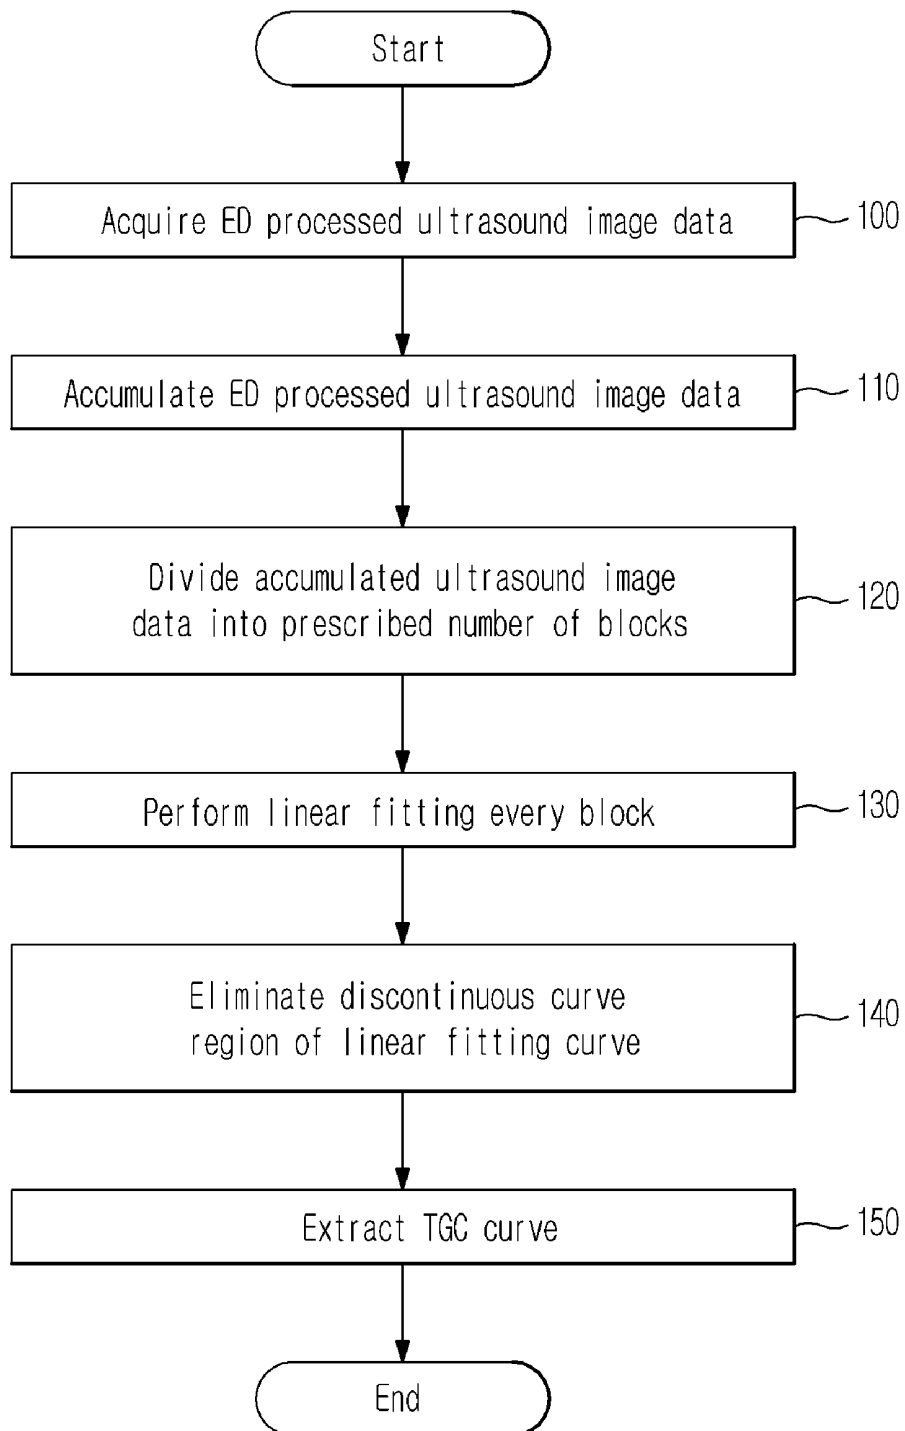 Start
Acquire ED processed ultrasound image data
100
Accumulate ED processed ultrasound image data
110
Divide accumulated ultrasound image
data into prescribed number of blocks
120
Perform linear fitting every block
130
Eliminate discontinuous curve
region of linear fitting curve
140
Extract TGC curve
150
End